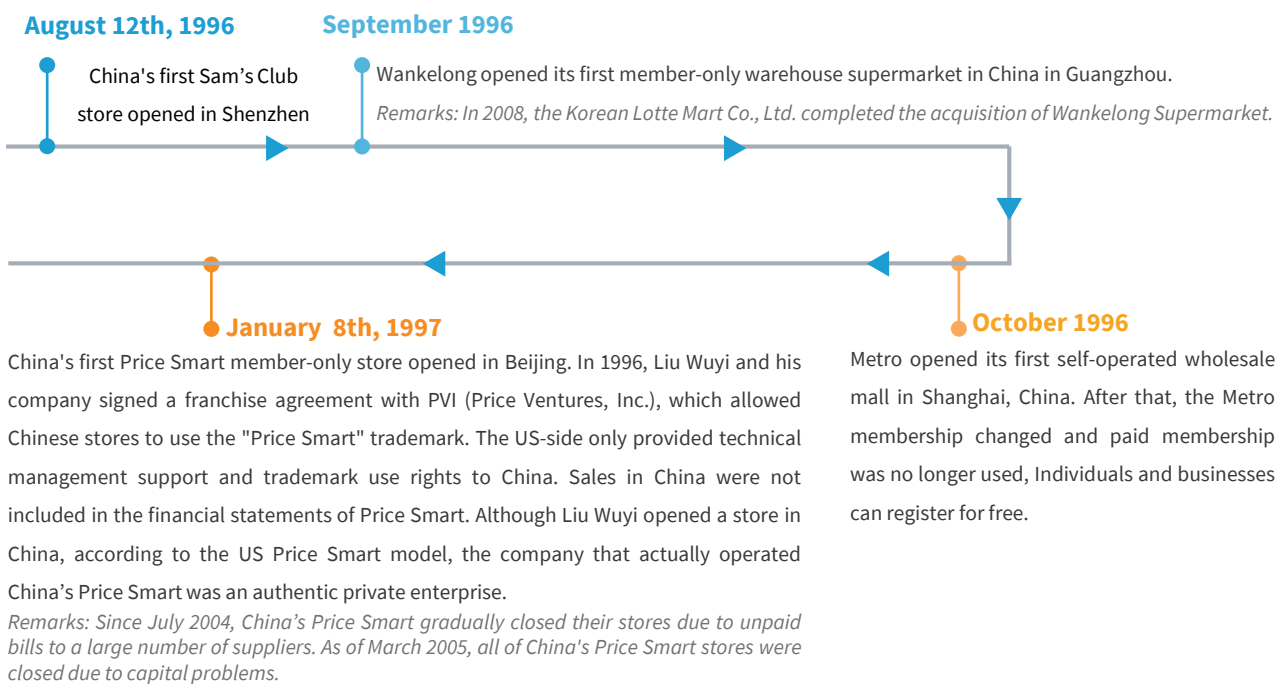 August 12th, 1996
China's first Sam’s Club
store opened in Shenzhen
September 1996
Wankelong opened its first member-only warehouse supermarket in China in Guangzhou.
Remarks: In 2008, the Korean Lotte Mart Co., Ltd. completed the acquisition of Wankelong Supermarket.
October 1996
Metro opened its first self-operated wholesale
mall in Shanghai, China. After that, the Metro
membership changed and paid membership
was no longer used, Individuals and businesses
can register for free.
January 8th, 1997
China's first Price Smart member-only store opened in Beijing. In 1996, Liu Wuyi and his
company signed a franchise agreement with PVI (Price Ventures, Inc.), which allowed
Chinese stores to use the "Price Smart" trademark. The US-side only provided technical
management support and trademark use rights to China. Sales in China were not
included in the financial statements of Price Smart. Although Liu Wuyi opened a store in
China, according to the US Price Smart model, the company that actually operated
China’s Price Smart was an authentic private enterprise.
Remarks: Since July 2004, China’s Price Smart gradually closed their stores due to unpaid
bills to a large number of suppliers. As of March 2005, all of China's Price Smart stores were
closed due to capital problems.